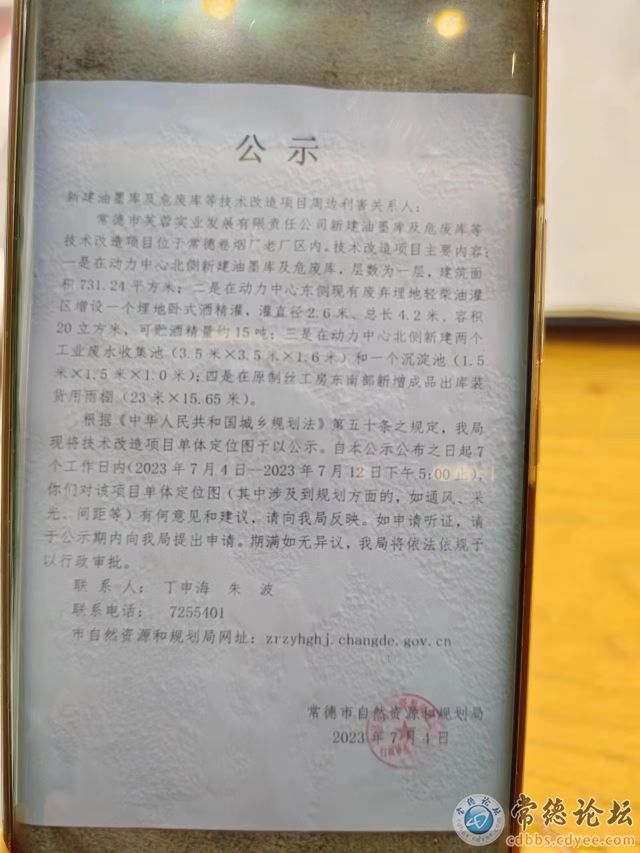 公示
新建油墨库及危废库等技术改造项目周边利害关系人：
常德市芙蓉实业发展有限责任公司新建油墨库及危废库等
技术改造项目位于常德卷烟厂老厂区内。技术改造项目主要内容：
一是在动力中心北侧新建油墨库及危废库，层数为一层，建筑面
积731.24平方米；二是在动力中心东侧现有废弃埋地轻柴油灌
区增设一个埋地卧式酒精灌，灌直径2.6米、总长4.2米、容积
20立方米，可贮酒精量约15吨；三是在动力中心北侧新建两个
工业废水收集池（3.5米×3.5米×1.6米）和一个沉淀池（1.5
米×1.5米×1.0米）；四是在原制丝工房东南部新增成品出库装
货用雨棚（23米×15.65米）。
根据《中华人民共和国城乡规划法》第五十条之规定，我局
现将技术改造项目单体定位图于以公示。自本公示公布之日起7
个工作日内（2023年7月4日—2023年7月12日下午5:00止），
你们对该项目单体定位图（其中涉及到规划方面的，如通风、采
光、间距等）有何意见和建议，请向我局反映。如申请听证，请
于公示期内向我局提出申请。期满如无异议，我局将依法依规予
以行政审批。
联系人：丁申海 朱波
联系电话：7255401
市自然资源和规划局网址：zrzyhghj.changde.gov.cn
常德市自然资源和规划局
2023年7月4日
常德论坛
cdbbs.cdyee.com